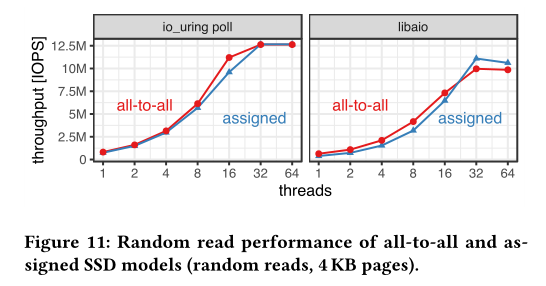 io_uring poll
libaio
throughput [IOPS]
12.5M
10M
7.5M
5M
2.5M
0
all-to-all
assigned
all-to-all
assigned
1 2 4 8 16 32 64
1 2 4 8 16 32 64
threads
Figure 11: Random read performance of all-to-all and as-
signed SSD models (random reads, 4 KB pages).